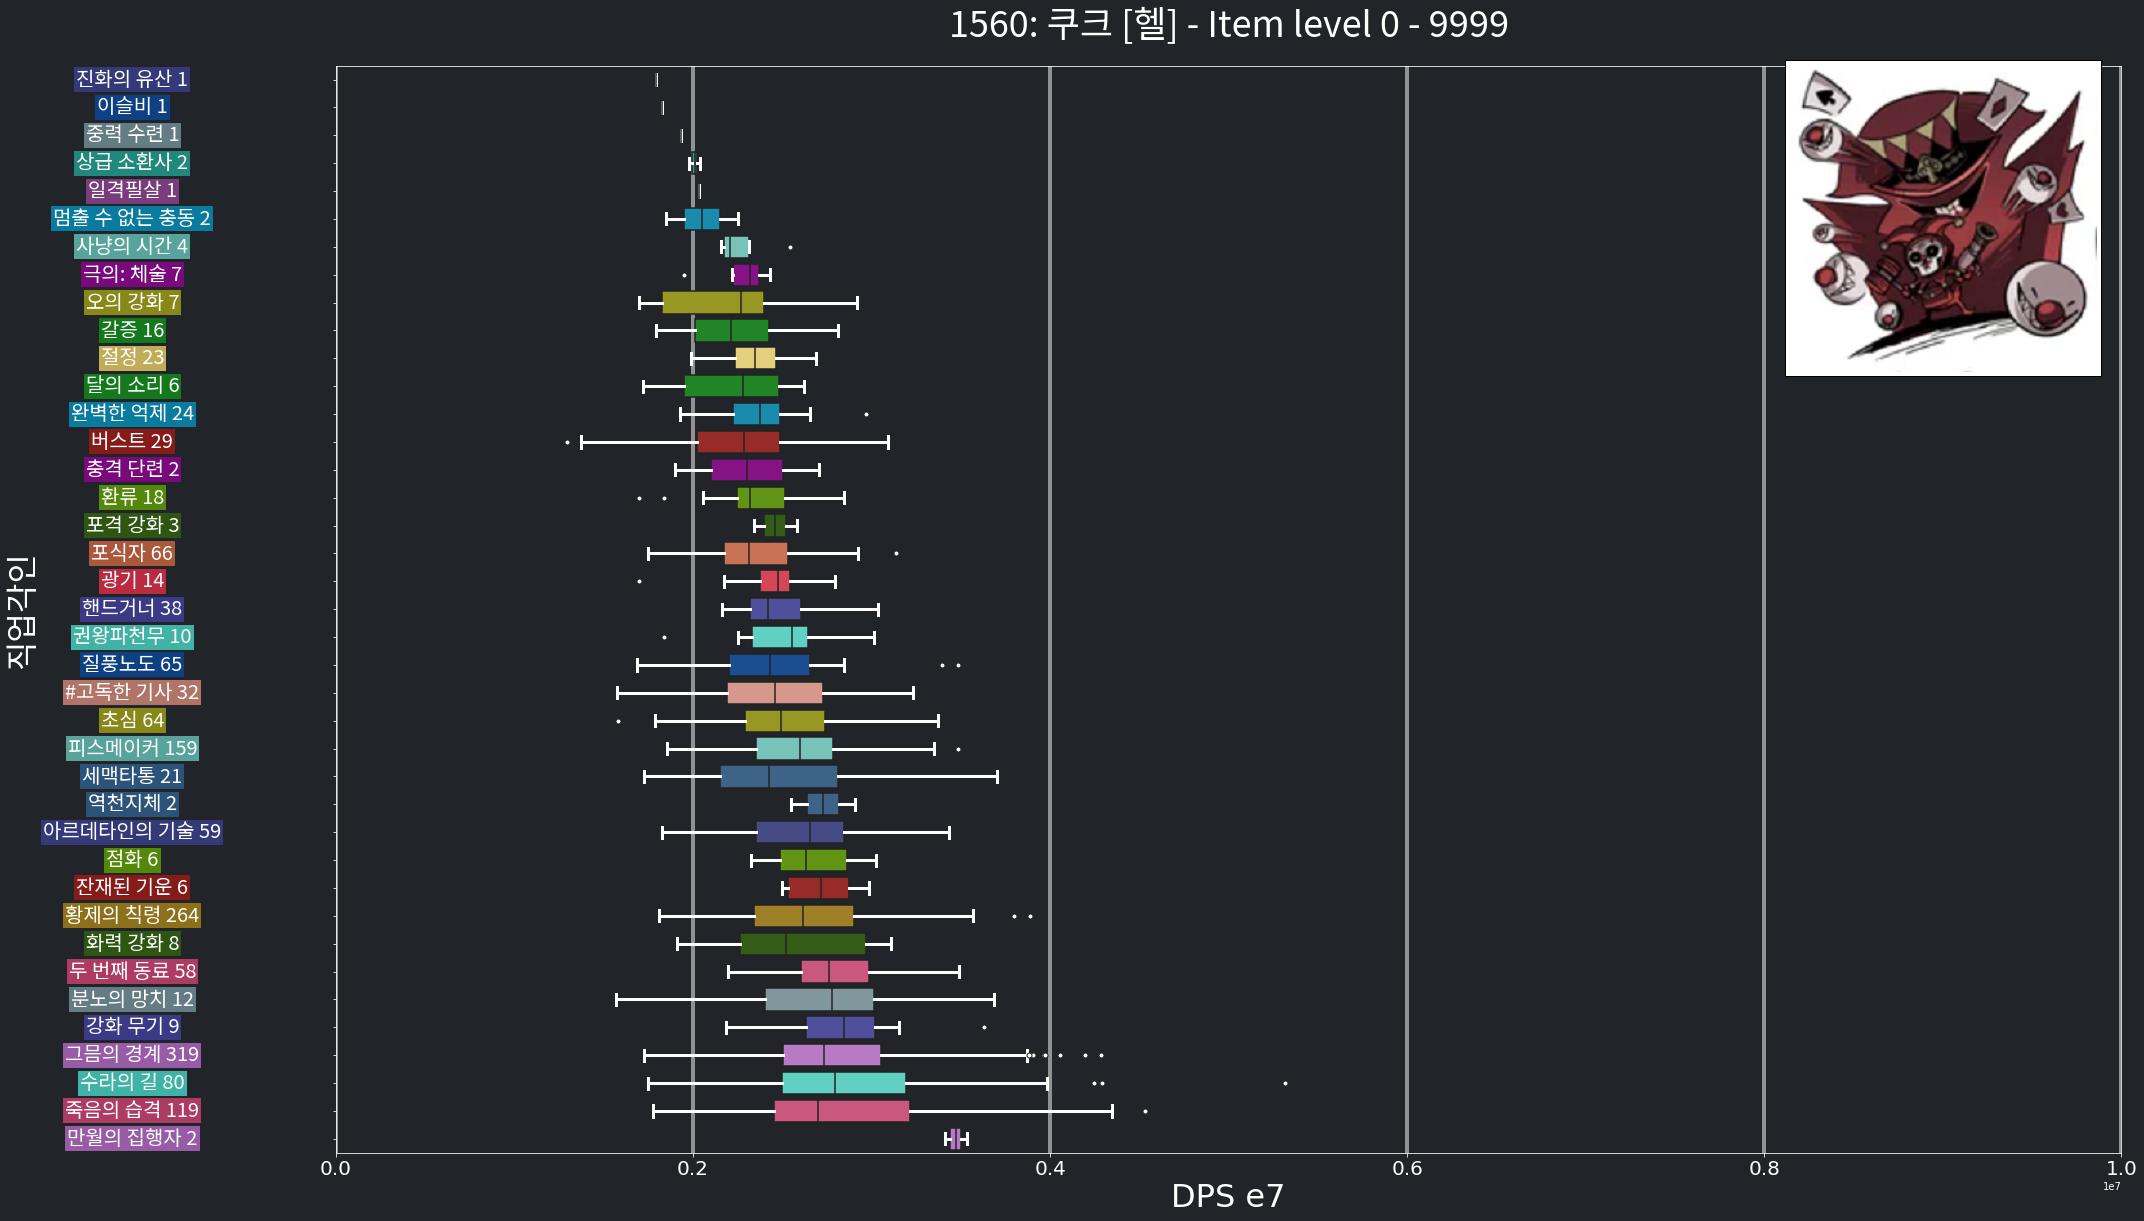 1560: 쿠크 [헬] - Item level 0 - 9999
직업각인
진화의 유산 1
이슬비 1
중력 수련 1
상급 소환사 2
일격필살 1
멈출 수 없는 충동 2
사냥의 시간 4
극의: 체술 7
오의 강화 7
갈증 16
절정 23
달의 소리 6
완벽한 억제 24
버스트 29
충격 단련 2
환류 18
포격 강화 3
포식자 66
광기 14
핸드거너 38
권왕파천무 10
질풍노도 65
#고독한 기사 32
초심 64
피스메이커 159
세맥타통 21
역천지체 2
아르데타인의 기술 59
점화 6
잔재된 기운 6
황제의 칙령 264
화력 강화 8
두 번째 동료 58
분노의 망치 12
강화 무기 9
그믐의 경계 319
수라의 길 80
죽음의 습격 119
만월의 집행자 2
0.0 0.2 0.4 0.6 0.8 1.0
1e7
DPS e7